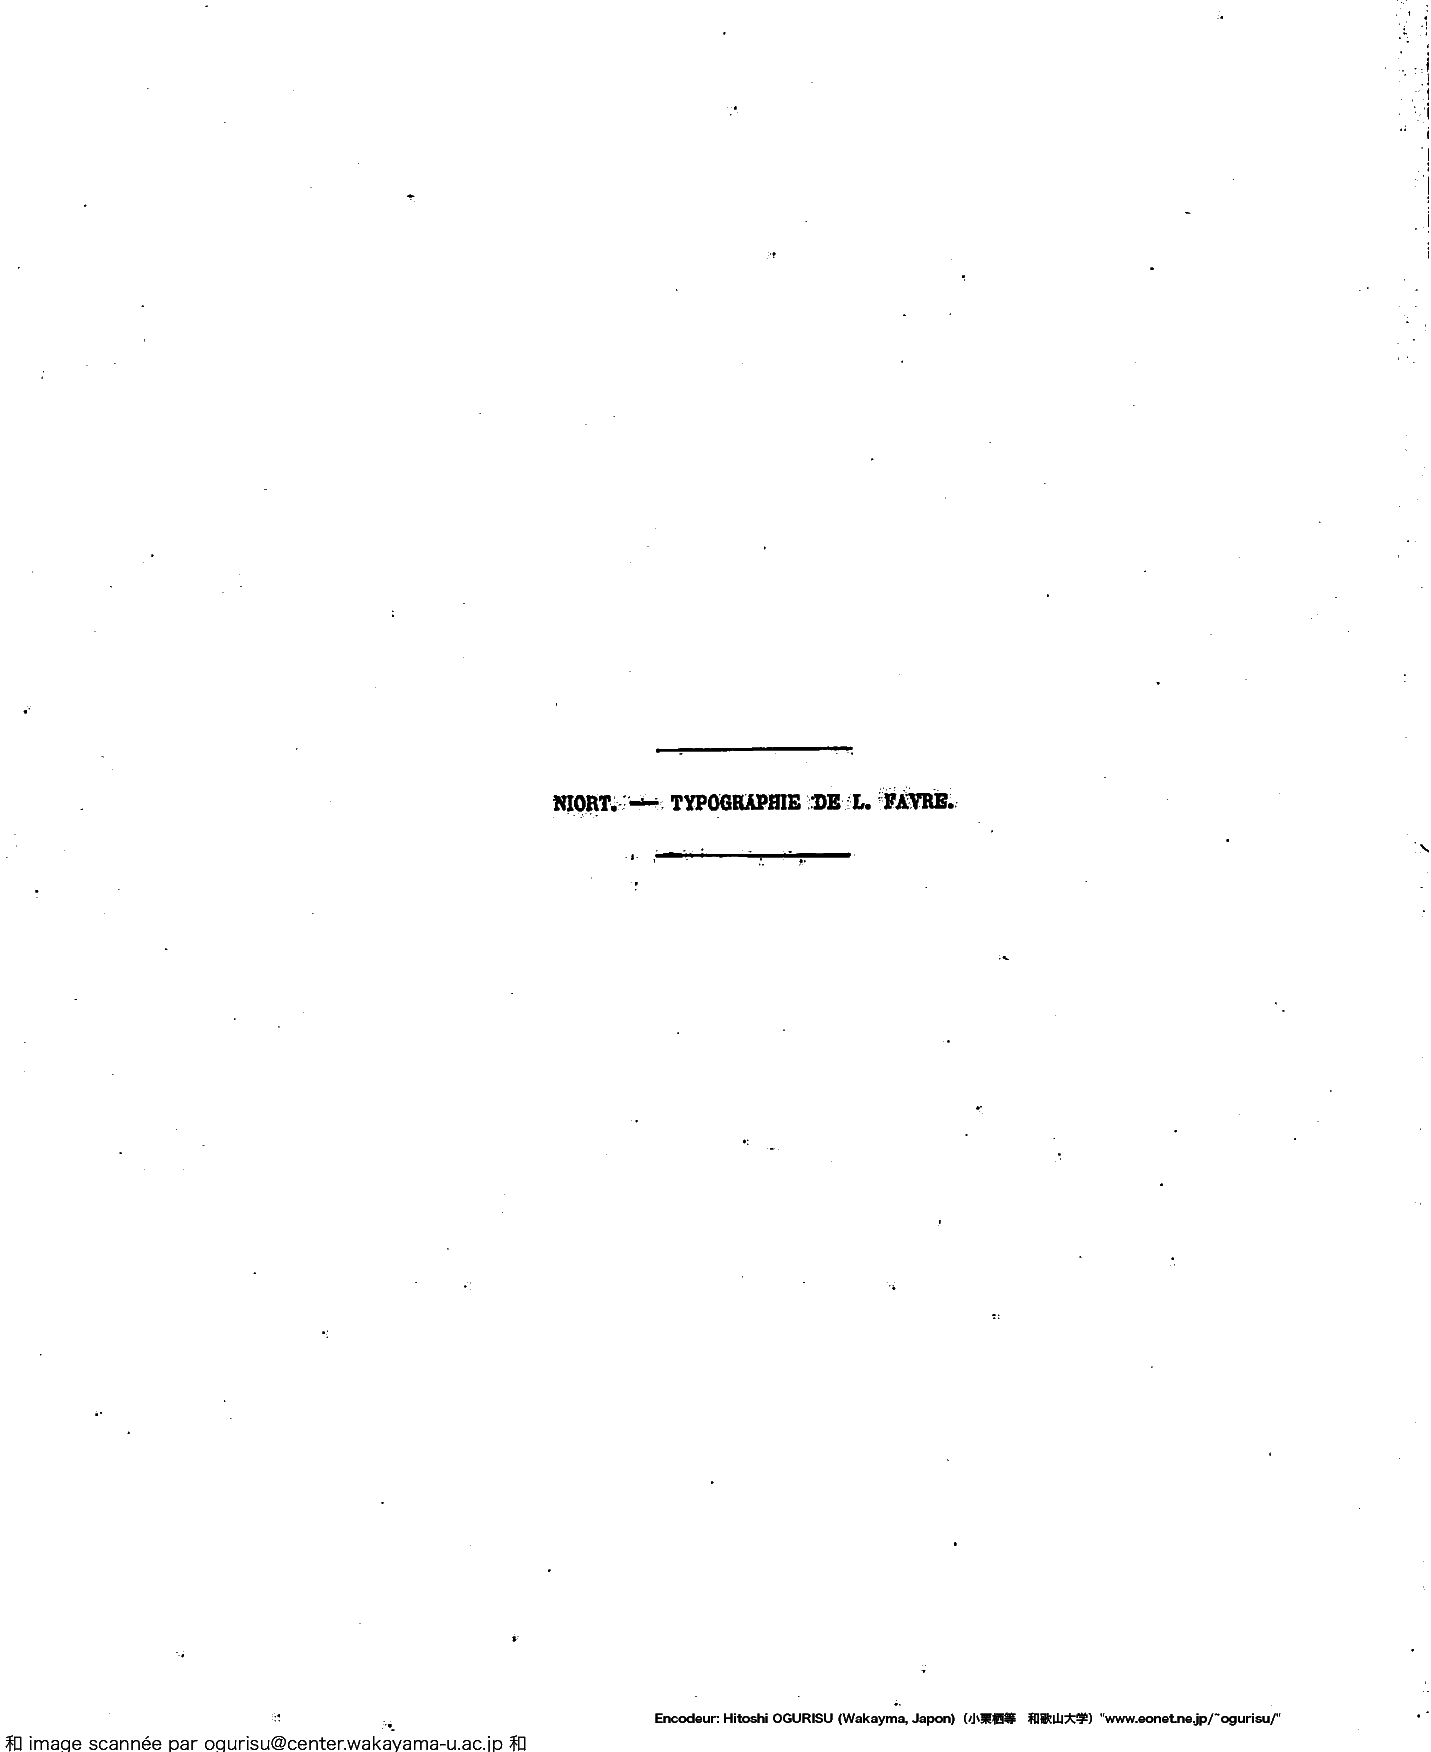 NIORT. — TYPOGRAPHIE DE L. FAVRE.
Encodeur: Hitoshi OGURISU (Wakayma, Japon)（小栗栖等　和歌山大学）"www.eonet.ne.jp/~ogurisu/"
和 image scannée par ogurisu@center.wakayama-u.ac.jp 和